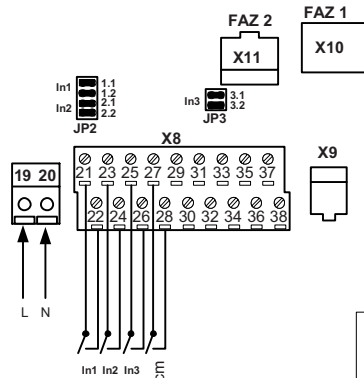 FAZ 2
FAZ 1
X11
X10
In1
1.1
1.2
In2
2.1
2.2
JP2
In3
3.1
3.2
JP3
X8
X9
19 20
21 23 25 27 29 31 33 35 37
22 24 26 28 30 32 34 36 38
L N
In1 In2 In3